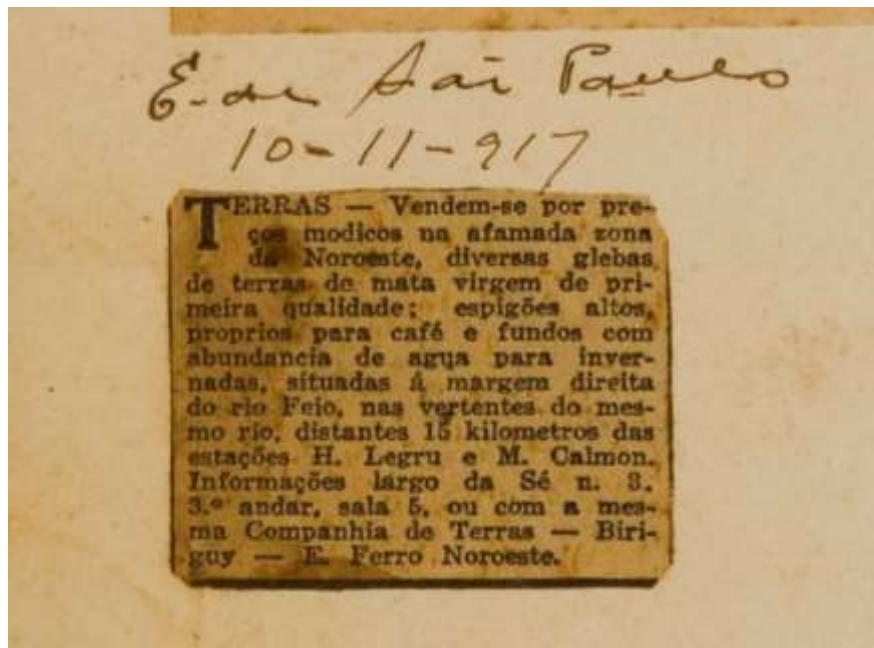 E. de São Paulo
10-11-917
TERRAS — Vendem-se por pre-
ços modicos na afamada zona
da Noroeste, diversas glebas
de terras de mata virgem de pri-
meira qualidade; espigões altos,
proprios para café e fundos com
abundancia de agua para inver-
nadas, situadas á margem direita
do rio Feio, nas vertentes do mes-
mo rio, distantes 15 kilometros das
estações H. Legru e M. Calmon.
Informações largo da Sé n. 3,
3.º andar, sala 5, ou com a mes-
ma Companhia de Terras — Biri-
guy — E. Ferro Noroeste.